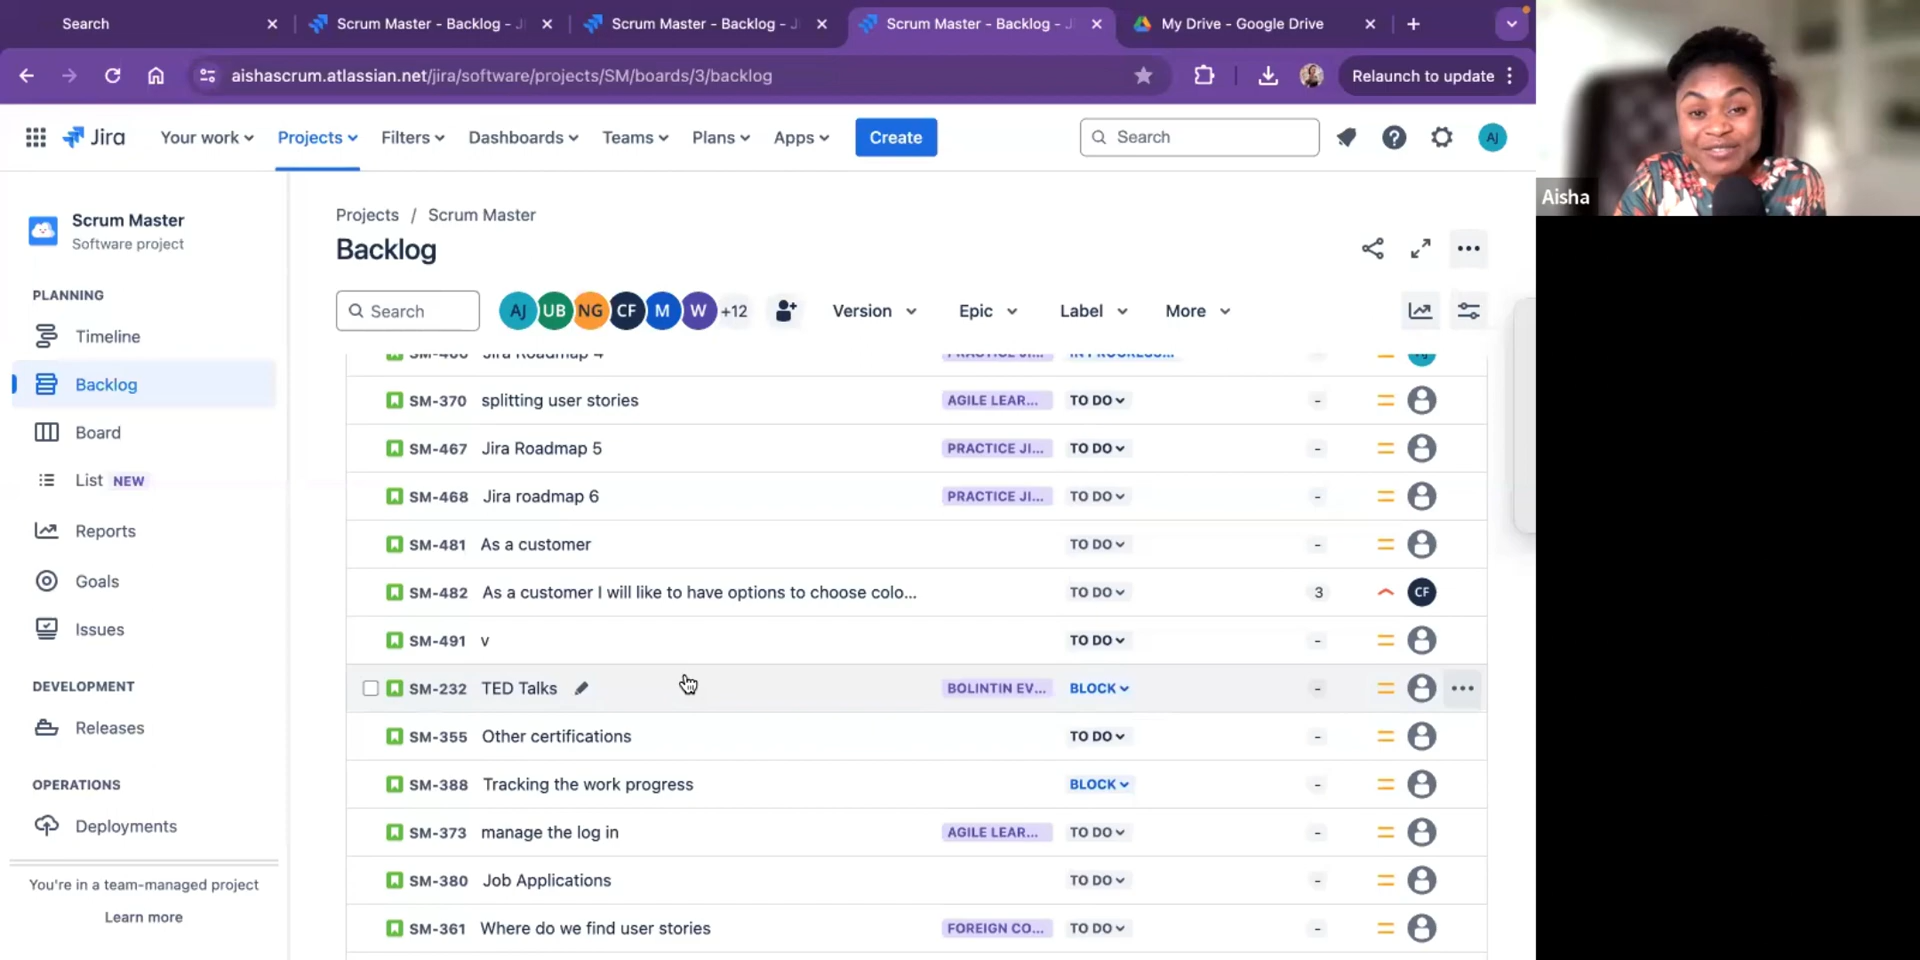 Search
Scrum Master - Backlog - Ji
Scrum Master - Backlog - Ji
Scrum Master - Backlog - Ji
My Drive - Google Drive
aishascrum.atlassian.net/jira/software/projects/SM/boards/3/backlog
Relaunch to update
Jira
Your work
Projects
Filters
Dashboards
Teams
Plans
Apps
Create
Search
AJ
Aisha
Scrum Master
Software project
PLANNING
Timeline
Backlog
Board
List NEW
Reports
Goals
Issues
DEVELOPMENT
Releases
OPERATIONS
Deployments
You're in a team-managed project
Learn more
Projects / Scrum Master
Backlog
Search
AJ UB NG CF M W +12
Version
Epic
Label
More
Jira Roadmap 4
SM-370 splitting user stories AGILE LEAR... TO DO -
SM-467 Jira Roadmap 5 PRACTICE JI... TO DO -
SM-468 Jira roadmap 6 PRACTICE JI... TO DO -
SM-481 As a customer TO DO -
SM-482 As a customer I will like to have options to choose colo... TO DO 3 CF
SM-491 v TO DO -
SM-232 TED Talks BOLINTIN EV... BLOCK -
SM-355 Other certifications TO DO -
SM-388 Tracking the work progress BLOCK -
SM-373 manage the log in AGILE LEAR... TO DO -
SM-380 Job Applications TO DO -
SM-361 Where do we find user stories FOREIGN CO... TO DO -